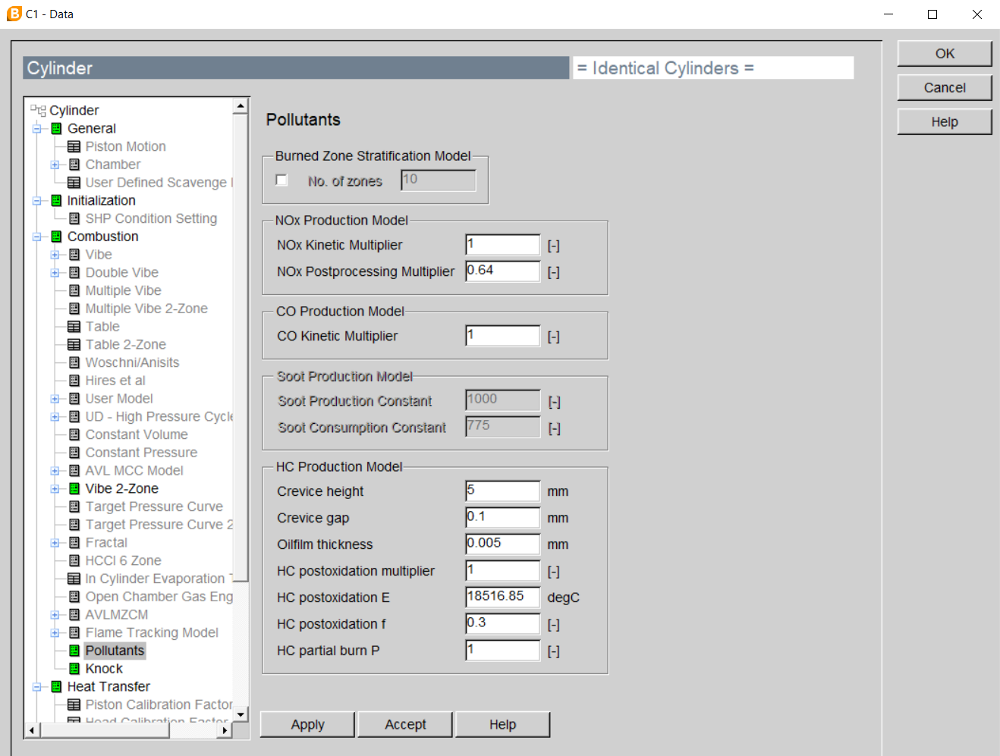 C1 - Data
OK
Cylinder
= Identical Cylinders =
Cancel
Help
Cylinder
General
Piston Motion
Chamber
User Defined Scavenge
Initialization
SHP Condition Setting
Combustion
Vibe
Double Vibe
Multiple Vibe
Multiple Vibe 2-Zone
Table
Table 2-Zone
Woschni/Anisits
Hires et al
User Model
UD - High Pressure Cycle
Constant Volume
Constant Pressure
AVL MCC Model
Vibe 2-Zone
Target Pressure Curve
Target Pressure Curve 2
Fractal
HCCI 6 Zone
In Cylinder Evaporation
Open Chamber Gas Eng
AVLMZCM
Flame Tracking Model
Pollutants
Knock
Heat Transfer
Piston Calibration Factor
Head Calibration Factor
Pollutants
Burned Zone Stratification Model
No. of zones 10
NOx Production Model
NOx Kinetic Multiplier 1 [-]
NOx Postprocessing Multiplier 0.64 [-]
CO Production Model
CO Kinetic Multiplier 1 [-]
Soot Production Model
Soot Production Constant 1000 [-]
Soot Consumption Constant 775 [-]
HC Production Model
Crevice height 5 mm
Crevice gap 0.1 mm
Oilfilm thickness 0.005 mm
HC postoxidation multiplier 1 [-]
HC postoxidation E 18516.85 degC
HC postoxidation f 0.3 [-]
HC partial burn P 1 [-]
Apply Accept Help